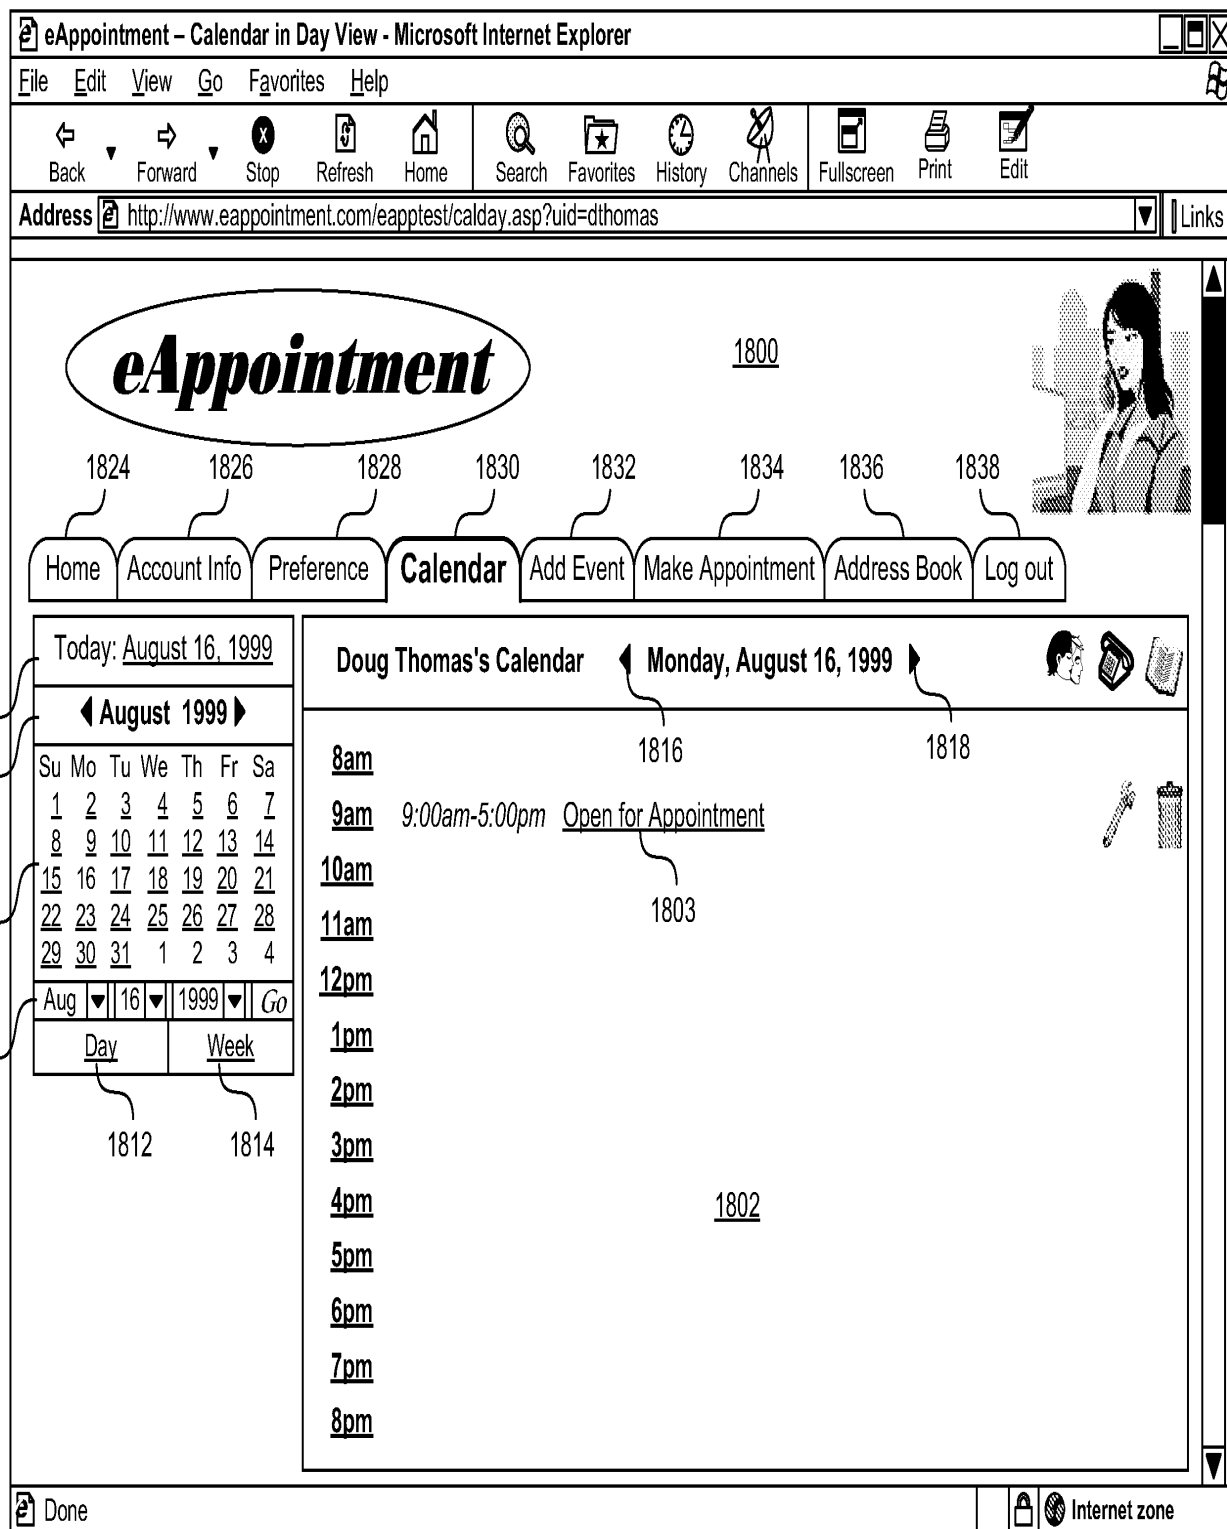 eAppointment – Calendar in Day View - Microsoft Internet Explorer
File Edit View Go Favorites Help
Back Forward Stop Refresh Home Search Favorites History Channels Fullscreen Print Edit
Address http://www.eappointment.com/eapptest/calday.asp?uid=dthomas Links
eAppointment
1800
1824 1826 1828 1830 1832 1834 1836 1838
Home Account Info Preference Calendar Add Event Make Appointment Address Book Log out
Today: August 16, 1999
August 1999
Su Mo Tu We Th Fr Sa
1 2 3 4 5 6 7
8 9 10 11 12 13 14
15 16 17 18 19 20 21
22 23 24 25 26 27 28
29 30 31 1 2 3 4
Aug 16 1999 Go
Day Week
1812 1814
Doug Thomas's Calendar Monday, August 16, 1999
1816 1818
8am
9am 9:00am-5:00pm Open for Appointment
10am
1803
11am
12pm
1pm
2pm
3pm
4pm
1802
5pm
6pm
7pm
8pm
Done Internet zone